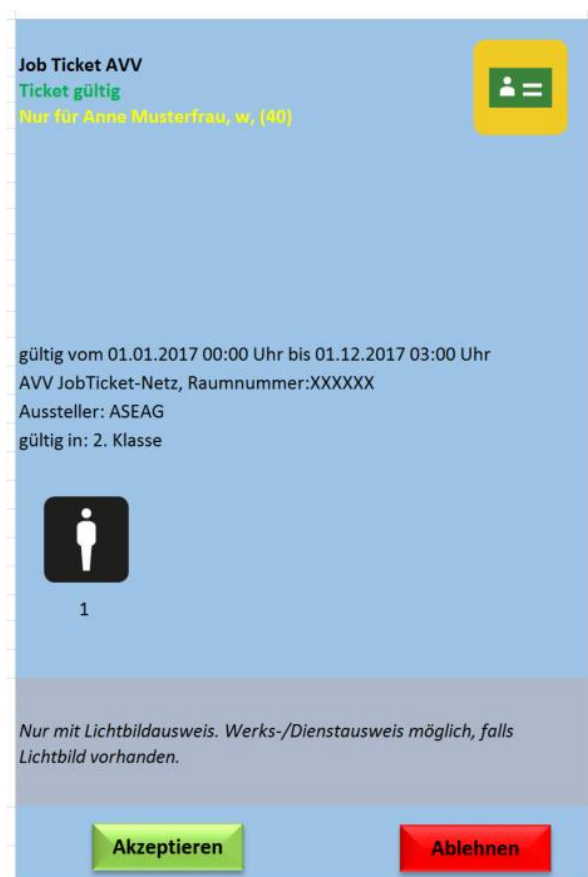 Job Ticket AVV
Ticket gültig
Nur für Anne Musterfrau, w, (40)
gültig vom 01.01.2017 00:00 Uhr bis 01.12.2017 03:00 Uhr
AVV JobTicket-Netz, Raumnummer:XXXXXX
Aussteller: ASEAG
gültig in: 2. Klasse
1
Nur mit Lichtbildausweis. Werks-/Dienstausweis möglich, falls
Lichtbild vorhanden.
Akzeptieren Ablehnen